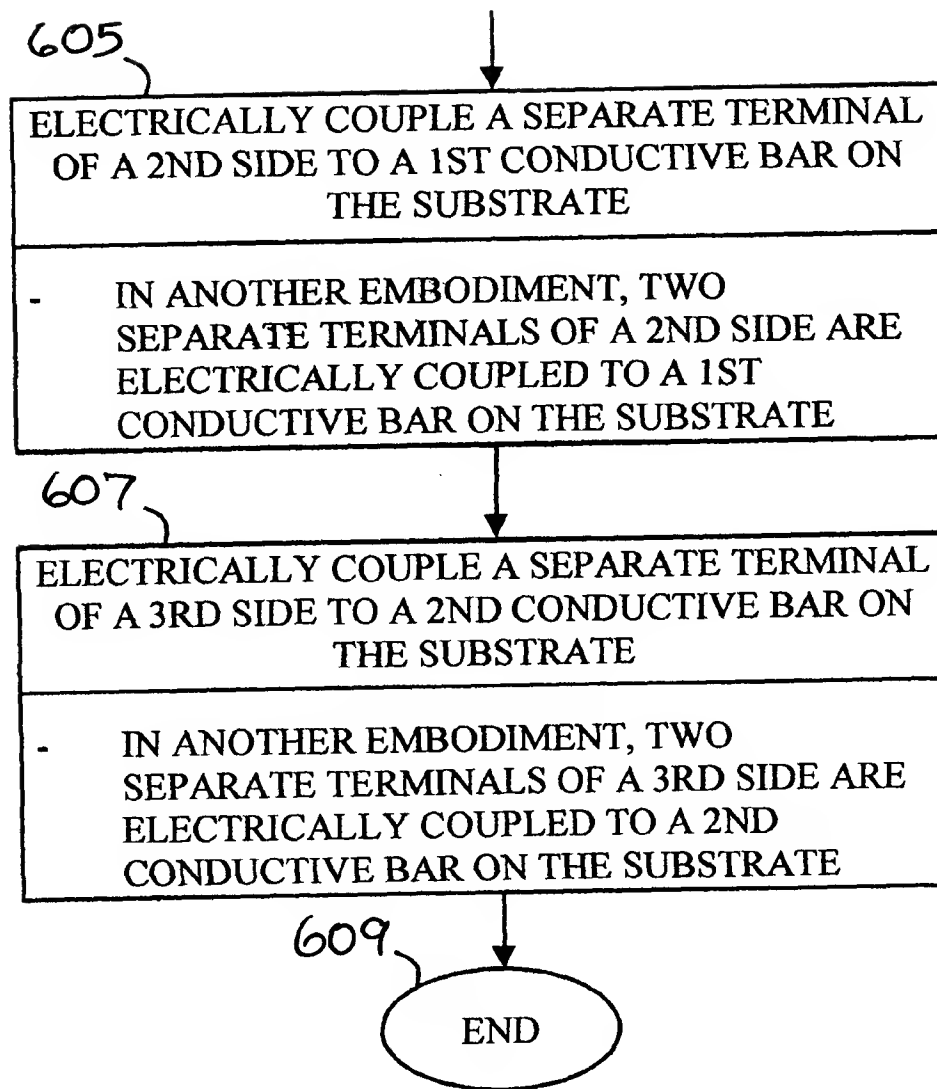 605
ELECTRICALLY COUPLE A SEPARATE TERMINAL
OF A 2ND SIDE TO A 1ST CONDUCTIVE BAR ON
THE SUBSTRATE
- IN ANOTHER EMBODIMENT, TWO
SEPARATE TERMINALS OF A 2ND SIDE ARE
ELECTRICALLY COUPLED TO A 1ST
CONDUCTIVE BAR ON THE SUBSTRATE
607
ELECTRICALLY COUPLE A SEPARATE TERMINAL
OF A 3RD SIDE TO A 2ND CONDUCTIVE BAR ON
THE SUBSTRATE
- IN ANOTHER EMBODIMENT, TWO
SEPARATE TERMINALS OF A 3RD SIDE ARE
ELECTRICALLY COUPLED TO A 2ND
CONDUCTIVE BAR ON THE SUBSTRATE
609
END